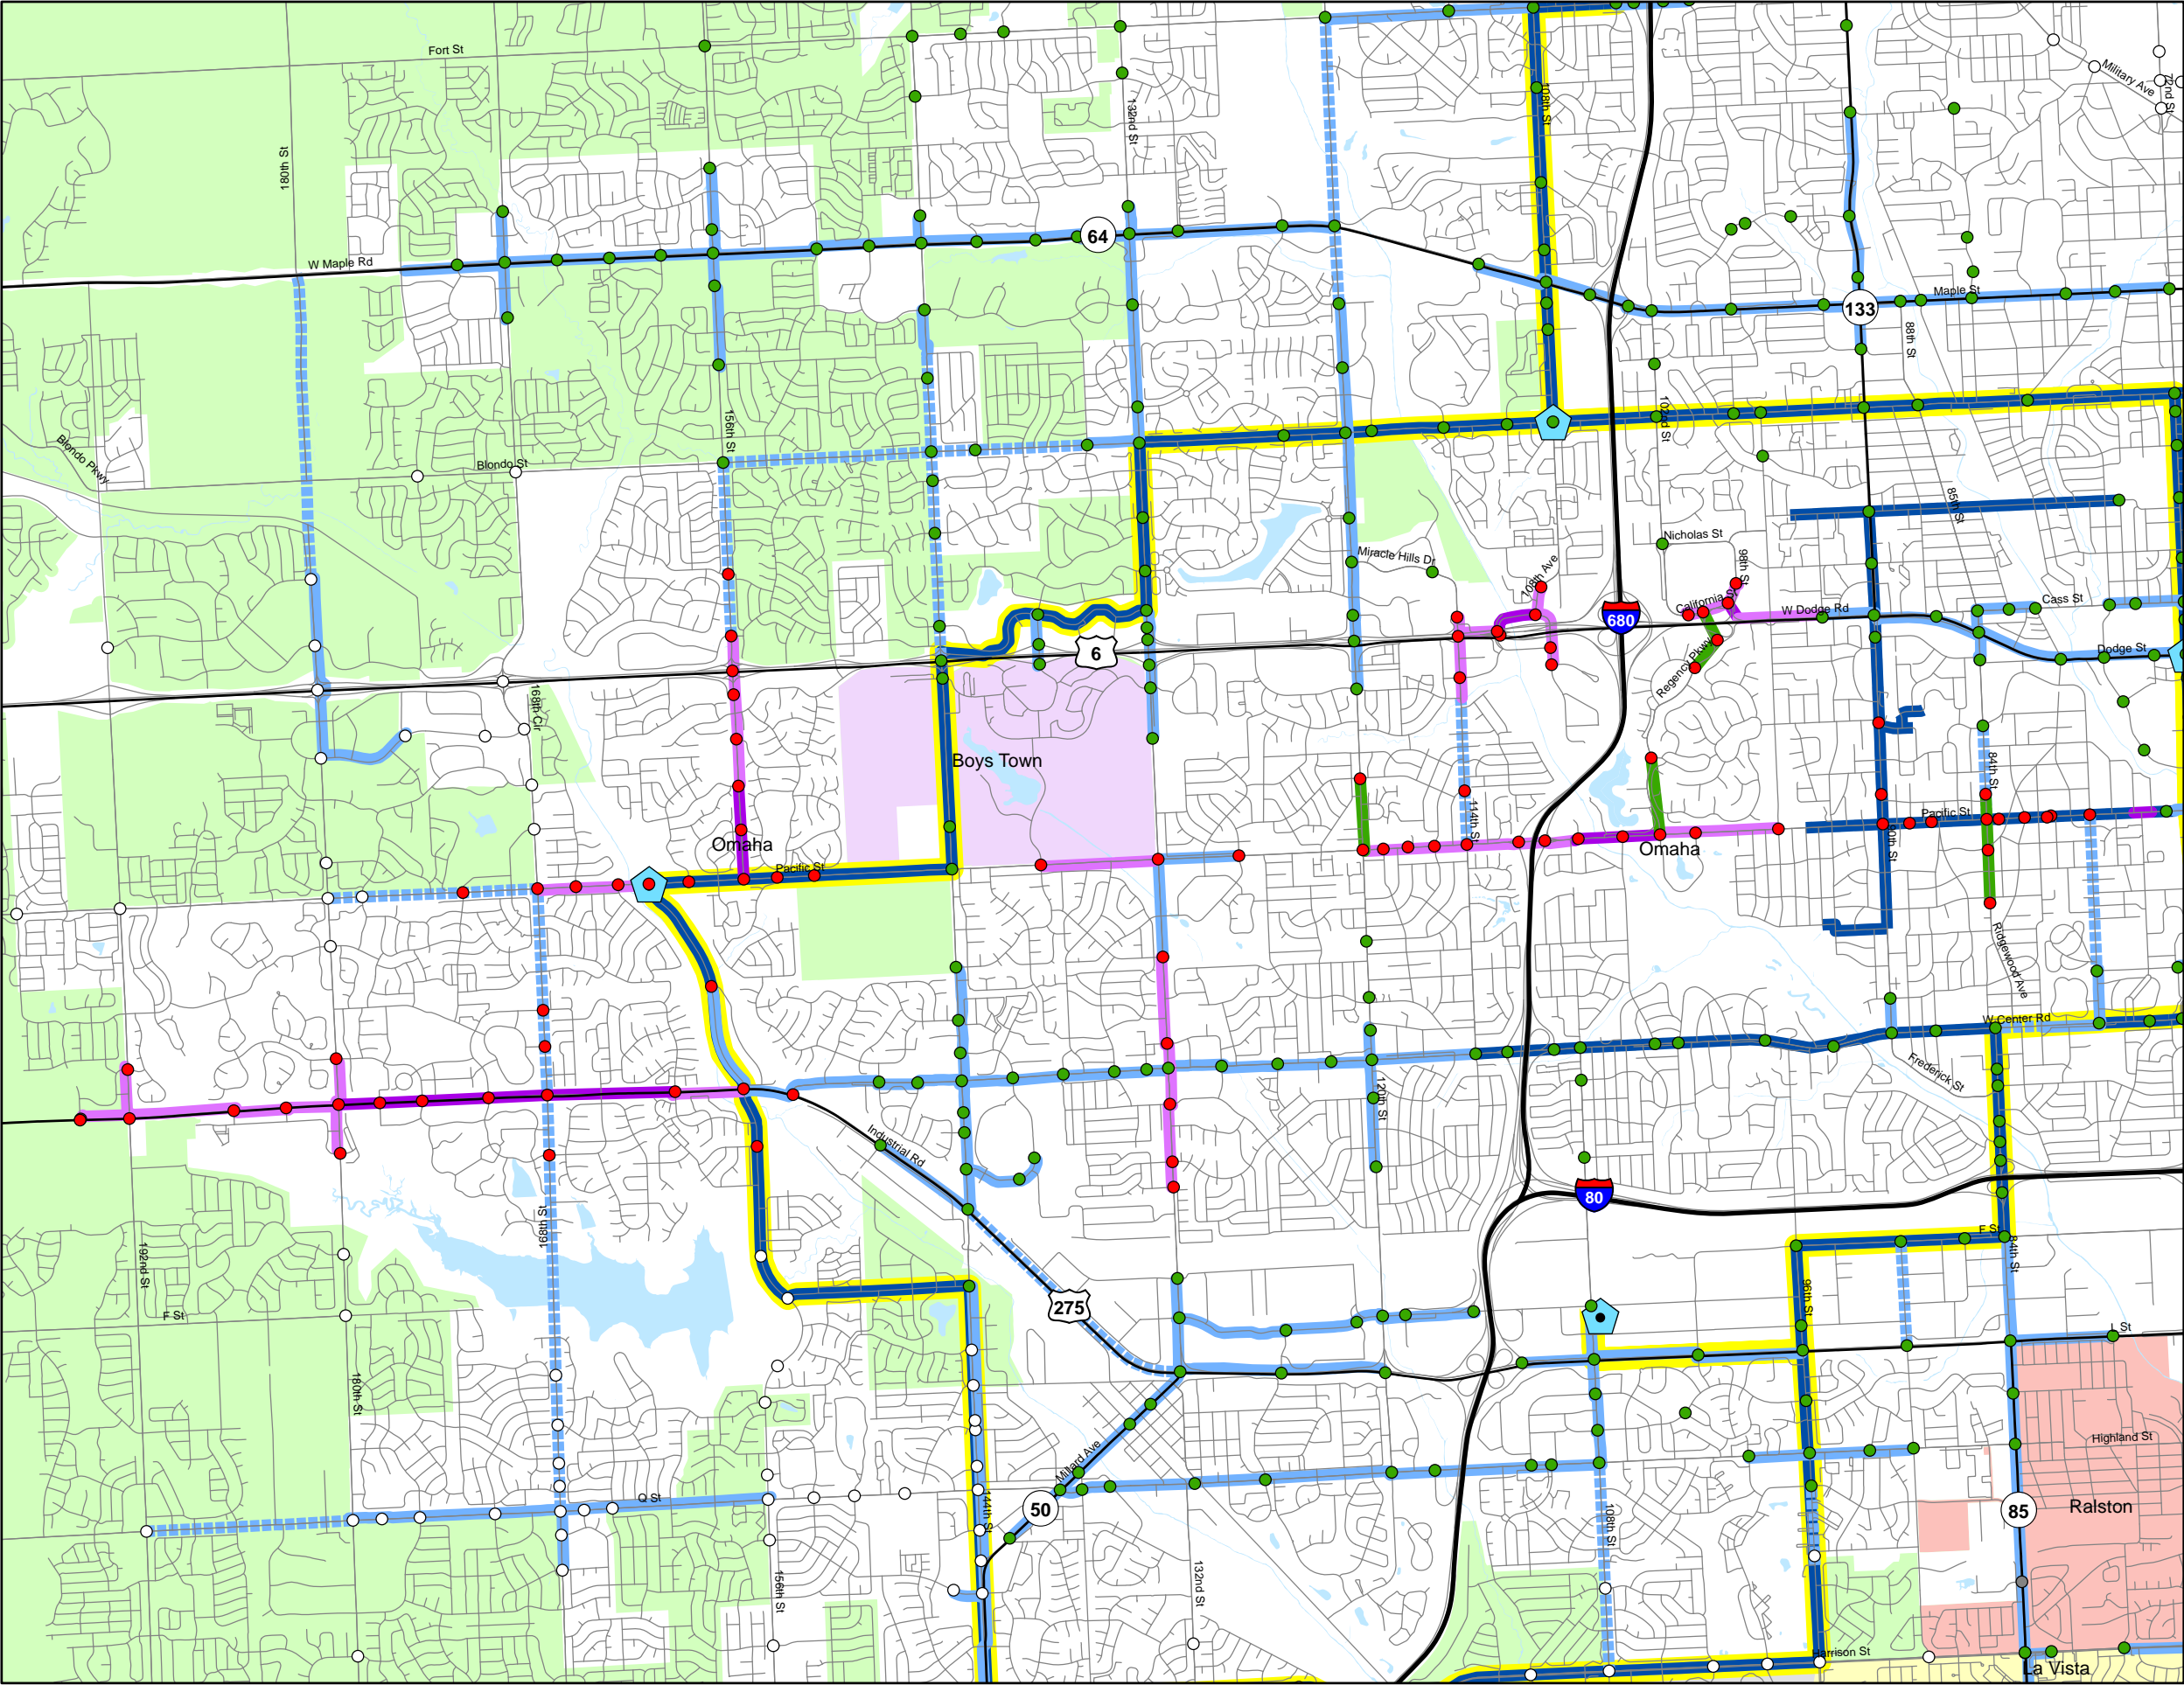 Fort St
Military Ave
72nd St
132nd St
108th St
180th St
64
W Maple Rd
Maple St
133
88th St
102nd St
156th St
Blondo Pkwy
Blondo St
85th St
Nicholas St
Miracle Hills Dr
98th St
108th Ave
California St
Cass St
W Dodge Rd
680
6
Dodge St
Regency Pkwy
168th Cir
Boys Town
84th St
114th St
Pacific St
90th St
Omaha
Omaha
Pacific St
Ridgewood Ave
W Center Rd
Frederick St
120th St
Industrial Rd
80
168th St
F St
84th St
192nd St
275
96th St
F St
L St
180th St
Highland St
Millard Ave
Q St
50
144th St
108th St
85
Ralston
156th St
132nd St
Harrison St
La Vista